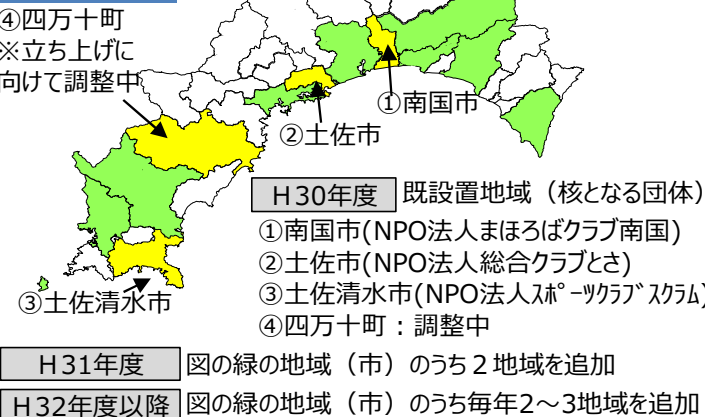 ④四万十町
※立ち上げに
向けて調整中
①南国市
②土佐市
③土佐清水市
H30年度 既設置地域（核となる団体）
①南国市(NPO法人まほろばクラブ南国)
②土佐市(NPO法人総合クラブとさ)
③土佐清水市(NPO法人ｽﾎﾟｰﾂｸﾗﾌﾞｽｸﾗﾑ)
④四万十町：調整中
H31年度 図の緑の地域（市）のうち２地域を追加
H32年度以降 図の緑の地域（市）のうち毎年2～3地域を追加